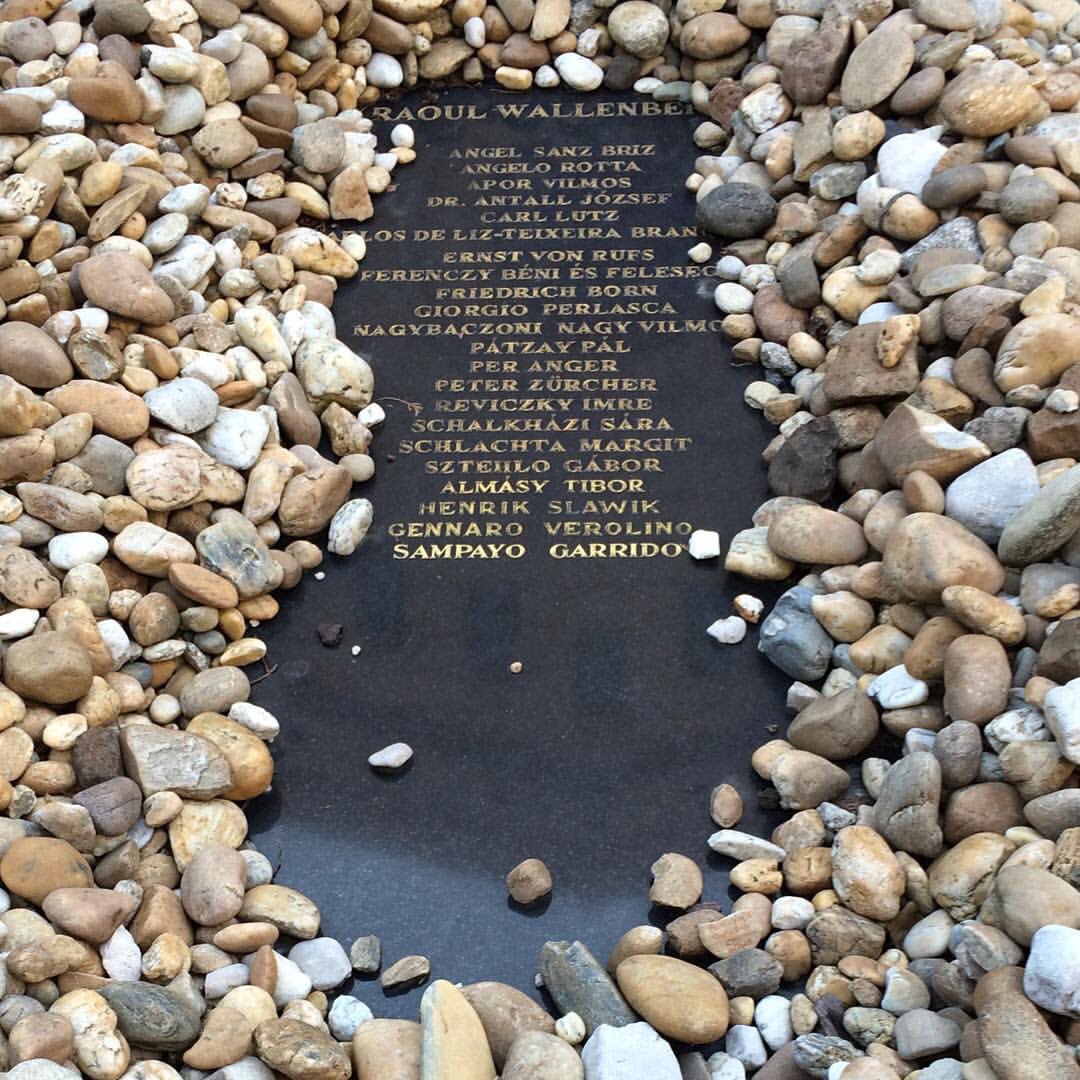 RAOUL WALLENBE
ANGEL SANZ BRIZ
ANGELO ROTTA
APOR VILMOS
DR. ANTALL JÓZSEF
CARL LUTZ
LOS DE LIZ-TEIXEIRA BRAN
ERNST VON RUFS
FERENCZY BÉNI ÉS FELESÉG
FRIEDRICH BORN
GIORGIO PERLASCA
NAGYBACZONI NAGY VILMO
PÁTZAY PÁL
PER ANGER
PETER ZÜRCHER
REVICZKY IMRE
SCHALKHÁZI SÁRA
SCHLACHTA MARGIT
SZTEHLO GÁBOR
ALMÁSY TIBOR
HENRIK SLAWIK
GENNARO VEROLINO
SAMPAYO GARRIDO